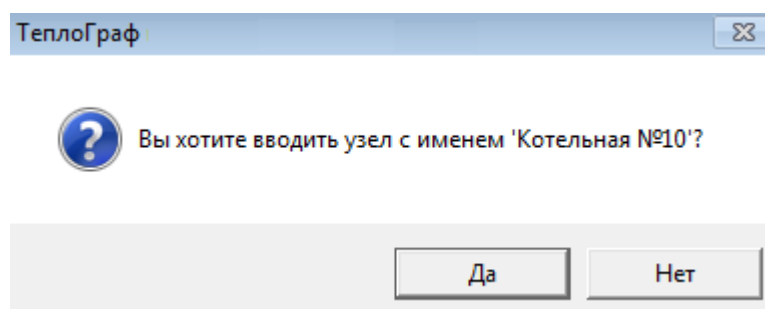 ТеплоГраф
Вы хотите вводить узел с именем 'Котельная №10'?
Да
Нет